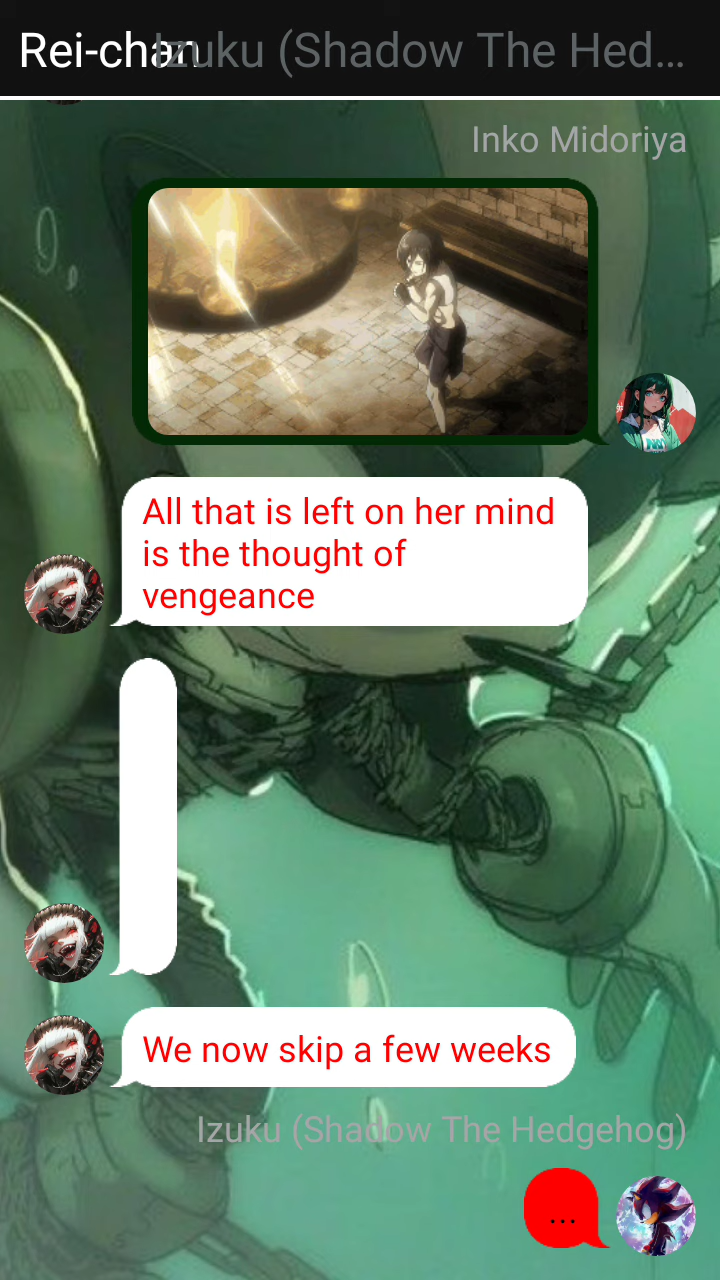 Rei-chan
Izuku (Shadow The Hed...
Inko Midoriya
All that is left on her mind
is the thought of
vengeance
We now skip a few weeks
Izuku (Shadow The Hedgehog)
...